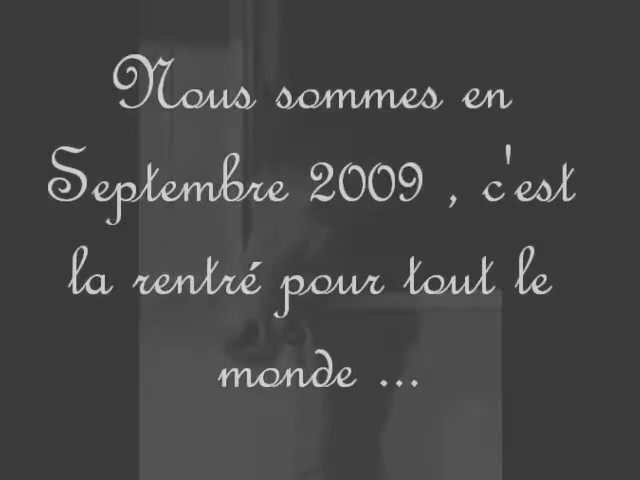 Nous sommes en
Septembre 2009 , c'est
la rentré pour tout le
monde ...